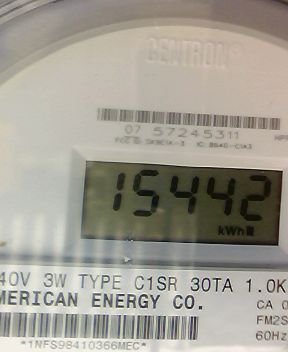 CENTRON®
07 57245311
15442
kWh
40V 3W TYPE C1SR 30TA 1.0K
MERICAN ENERGY CO.
CA 0
FM2S
60Hz
*1NFS98410366MEC*